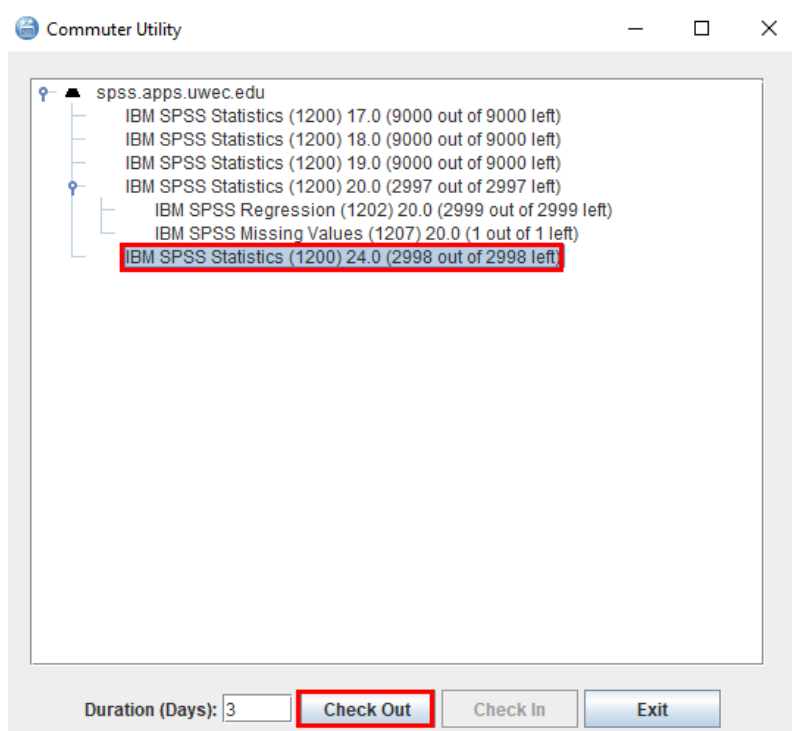 Commuter Utility
spss.apps.uwec.edu
IBM SPSS Statistics (1200) 17.0 (9000 out of 9000 left)
IBM SPSS Statistics (1200) 18.0 (9000 out of 9000 left)
IBM SPSS Statistics (1200) 19.0 (9000 out of 9000 left)
IBM SPSS Statistics (1200) 20.0 (2997 out of 2997 left)
IBM SPSS Regression (1202) 20.0 (2999 out of 2999 left)
IBM SPSS Missing Values (1207) 20.0 (1 out of 1 left)
IBM SPSS Statistics (1200) 24.0 (2998 out of 2998 left)
Duration (Days): 3 Check Out Check In Exit